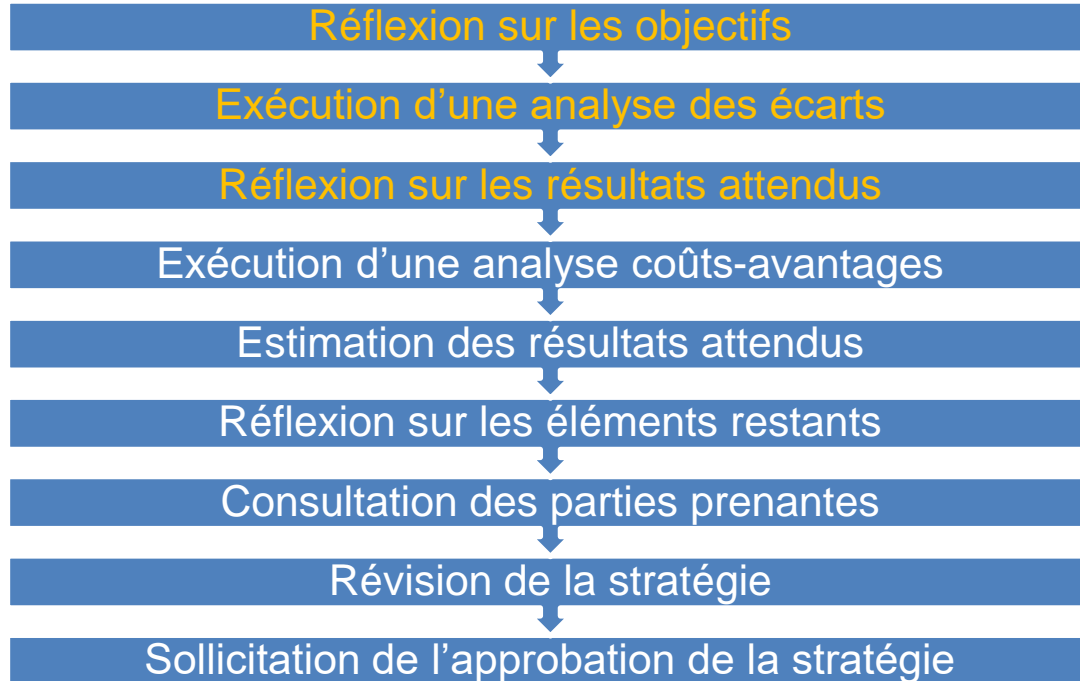 Réflexion sur les objectifs
Exécution d’une analyse des écarts
Réflexion sur les résultats attendus
Exécution d’une analyse coûts-avantages
Estimation des résultats attendus
Réflexion sur les éléments restants
Consultation des parties prenantes
Révision de la stratégie
Sollicitation de l’approbation de la stratégie